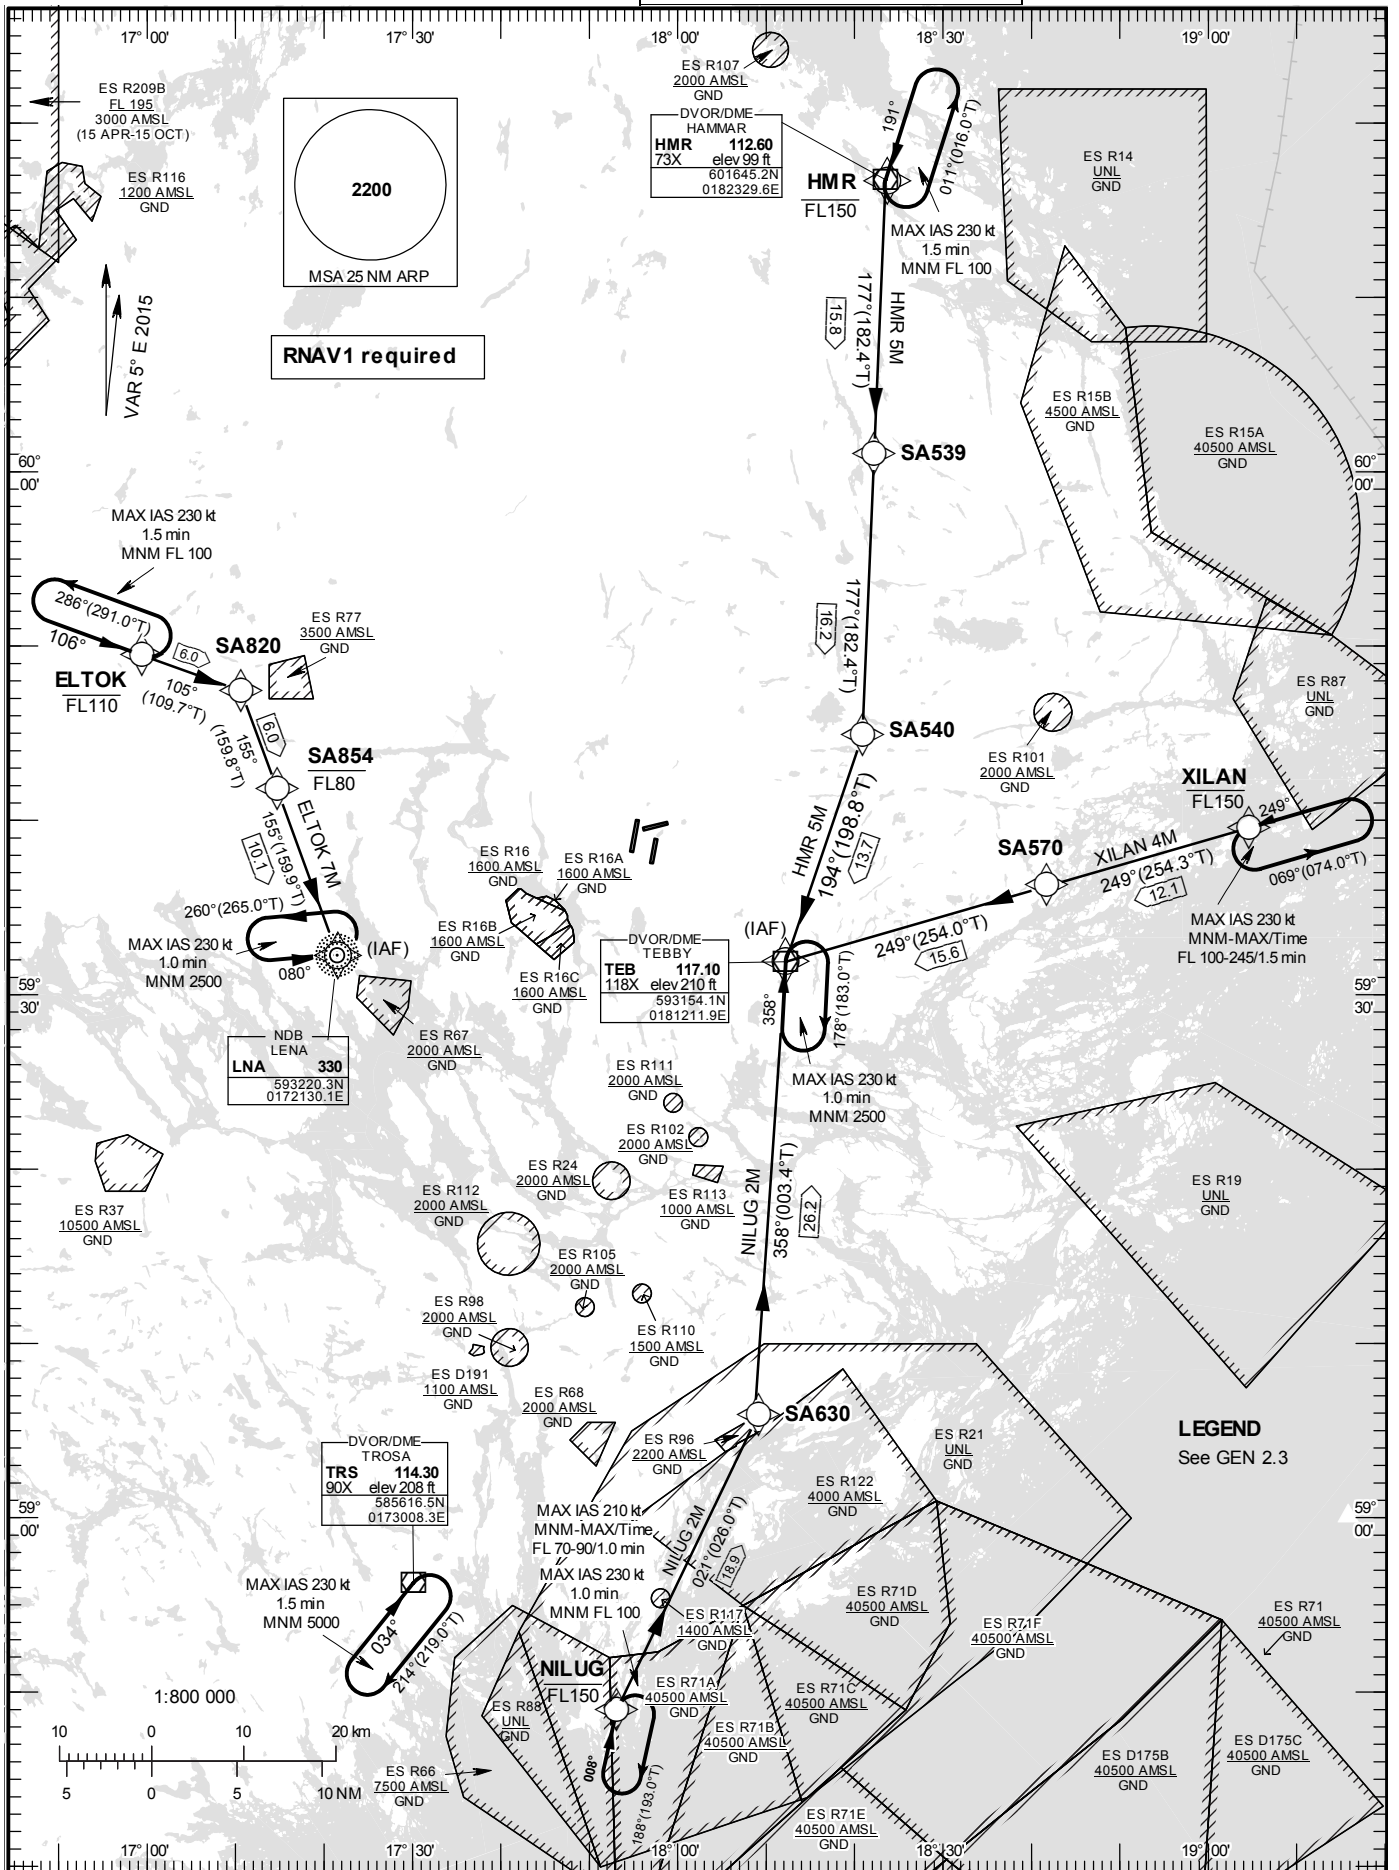 17°00'
17°30'
18°00'
18°30'
19°00'
ES R209B
FL 195
3000 AMSL
(15 APR-15 OCT)
ES R116
1200 AMSL
GND
2200
MSA 25 NM ARP
RNAV1 required
VAR 5° E 2015
ES R107
2000 AMSL
GND
DVOR/DME
HAMMAR
HMR 112.60
73X elev 99 ft
601645.2N
0182329.6E
HMR
FL150
191°
011°(016.0°T)
MAX IAS 230 kt
1.5 min
MNM FL 100
ES R14
UNL
GND
HMR 5M
177°(182.4°T)
15.8
ES R15B
4500 AMSL
GND
ES R15A
40500 AMSL
GND
SA539
60°
00'
60°
00'
MAX IAS 230 kt
1.5 min
MNM FL 100
286°(291.0°T)
106°
ELTOK
FL110
6.0
105°
(109.7°T)
SA820
ES R77
3500 AMSL
GND
155°
(159.8°T)
6.0
SA854
FL80
ELTOK 7M
155°(159.9°T)
10.1
177°(182.4°T)
16.2
SA540
ES R101
2000 AMSL
GND
ES R87
UNL
GND
XILAN
FL150
249°
069°(074.0°T)
XILAN 4M
249°(254.3°T)
12.1
SA570
249°(254.0°T)
15.6
MAX IAS 230 kt
MNM-MAX/Time
FL 100-245/1.5 min
HMR 5M
194°(198.8°T)
13.7
ES R16
1600 AMSL
GND
ES R16A
1600 AMSL
GND
ES R16B
1600 AMSL
GND
ES R16C
1600 AMSL
GND
260°(265.0°T)
MAX IAS 230 kt
1.0 min
MNM 2500
080°
(IAF)
NDB
LENA
LNA 330
593220.3N
0172130.1E
ES R67
2000 AMSL
GND
(IAF)
DVOR/DME
TEBBY
TEB 117.10
118X elev 210 ft
593154.1N
0181211.9E
358°
178°(183.0°T)
MAX IAS 230 kt
1.0 min
MNM 2500
59°
30'
59°
30'
ES R111
2000 AMSL
GND
ES R102
2000 AMSL
GND
ES R24
2000 AMSL
GND
ES R113
1000 AMSL
GND
ES R112
2000 AMSL
GND
ES R37
10500 AMSL
GND
ES R19
UNL
GND
NILUG 2M
358°(003.4°T)
26.2
ES R105
2000 AMSL
GND
ES R98
2000 AMSL
GND
ES R110
1500 AMSL
GND
ES D191
1100 AMSL
GND
ES R68
2000 AMSL
GND
SA630
ES R96
2200 AMSL
GND
ES R21
UNL
GND
LEGEND
See GEN 2.3
DVOR/DME
TROSA
TRS 114.30
90X elev 208 ft
585616.5N
0173008.3E
ES R122
4000 AMSL
GND
59°
00'
59°
00'
MAX IAS 210 kt
MNM-MAX/Time
FL 70-90/1.0 min
MAX IAS 230 kt
1.0 min
MNM FL 100
NILUG 2M
021°(026.0°T)
18.9
MAX IAS 230 kt
1.5 min
MNM 5000
034°
214°(219.0°T)
ES R117
1400 AMSL
GND
ES R71D
40500 AMSL
GND
ES R71F
40500 AMSL
GND
ES R71
40500 AMSL
GND
NILUG
FL150
ES R71A
40500 AMSL
GND
ES R71C
40500 AMSL
GND
ES R88
UNL
GND
ES R71B
40500 AMSL
GND
ES D175B
40500 AMSL
GND
ES D175C
40500 AMSL
GND
ES R66
7500 AMSL
GND
008°
188°(193.0°T)
ES R71E
40500 AMSL
GND
1:800 000
10 0 10 20 km
5 0 5 10 NM
17°00'
17°30'
18°00'
18°30'
19°00'